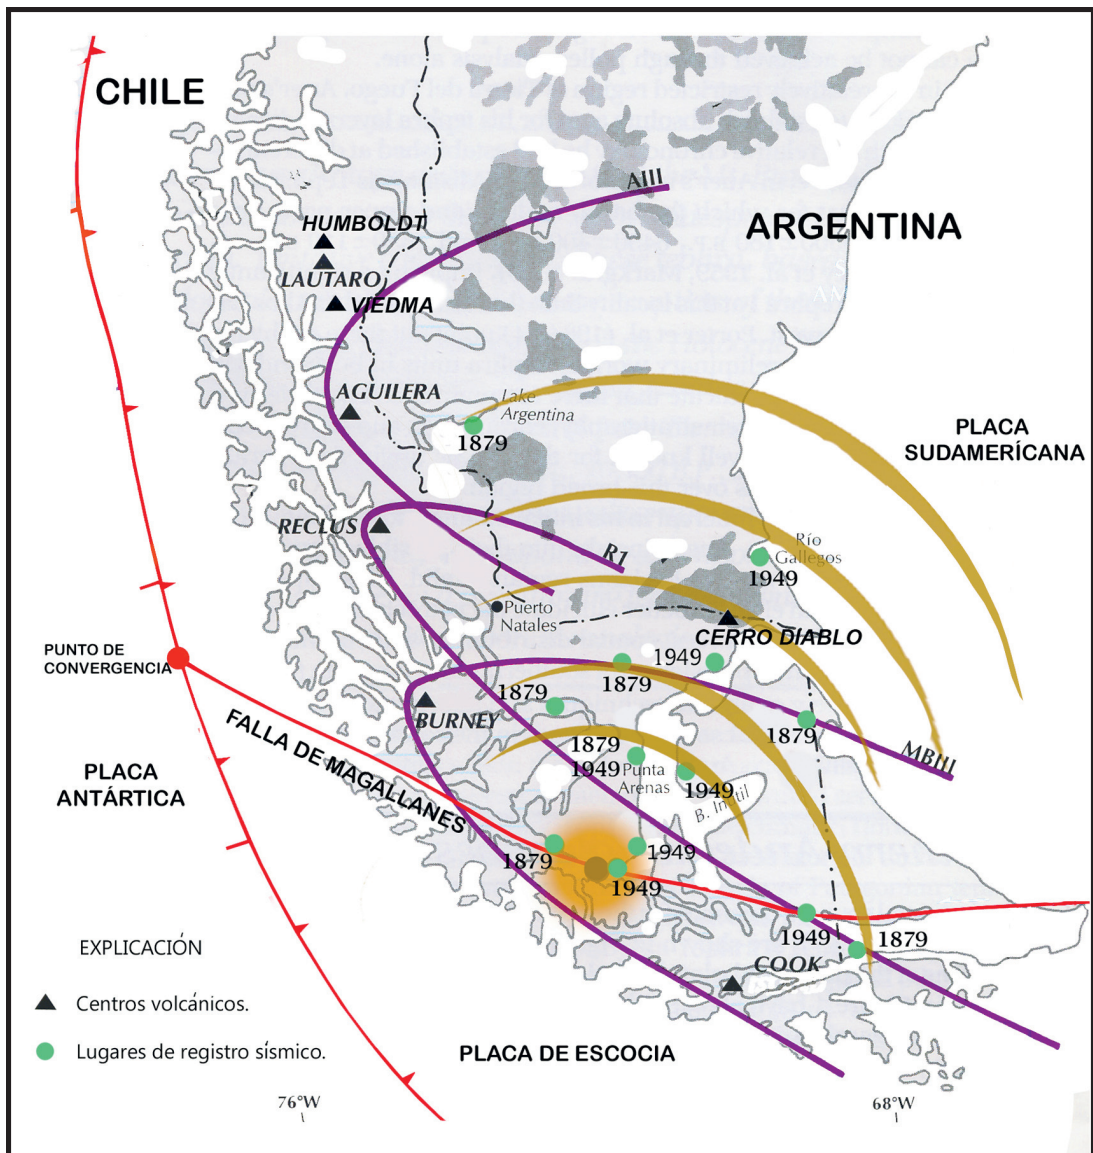 CHILE
AIII
HUMBOLDT
ARGENTINA
LAUTARO
VIEDMA
AGUILERA
Lake
Argentina
1879
PLACA
SUDAMERÍCANA
RECLUS
R1
Río
Gallegos
1949
Puerto
Natales
CERRO DIABLO
PUNTO DE
CONVERGENCIA
1949
1879
1879
BURNEY
1879
MBIII
FALLA DE MAGALLANES
1879
1949
Punta
Arenas
1949
B. Inútil
PLACA
ANTÁRTICA
1879
1949
1949
1949
1879
COOK
EXPLICACIÓN
Centros volcánicos.
Lugares de registro sísmico.
PLACA DE ESCOCIA
76°W
68°W